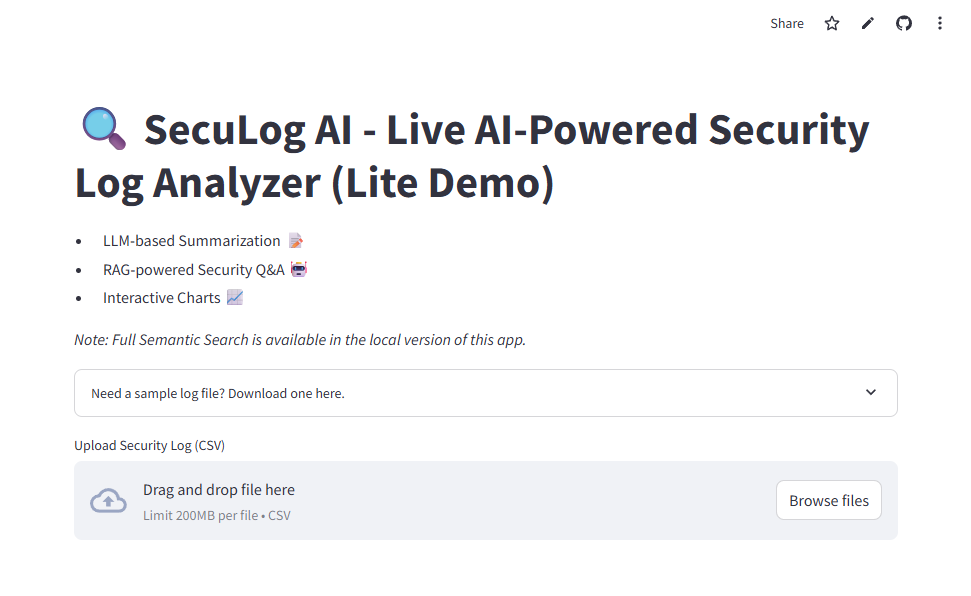 Share
SecuLog AI - Live AI-Powered Security
Log Analyzer (Lite Demo)
• LLM-based Summarization
• RAG-powered Security Q&A
• Interactive Charts
Note: Full Semantic Search is available in the local version of this app.
Need a sample log file? Download one here.
Upload Security Log (CSV)
Drag and drop file here
Limit 200MB per file • CSV
Browse files